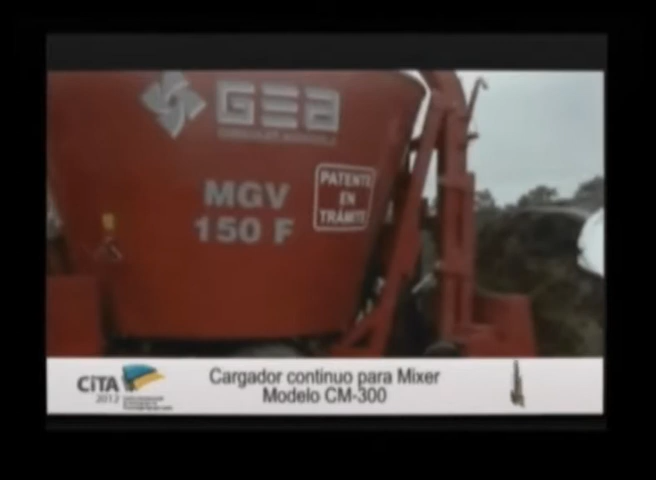 GEA
MGV
150 F
PATENTE
EN
TRÁMITE
CiTA
2012
Cargador continuo para Mixer
Modelo CM-300